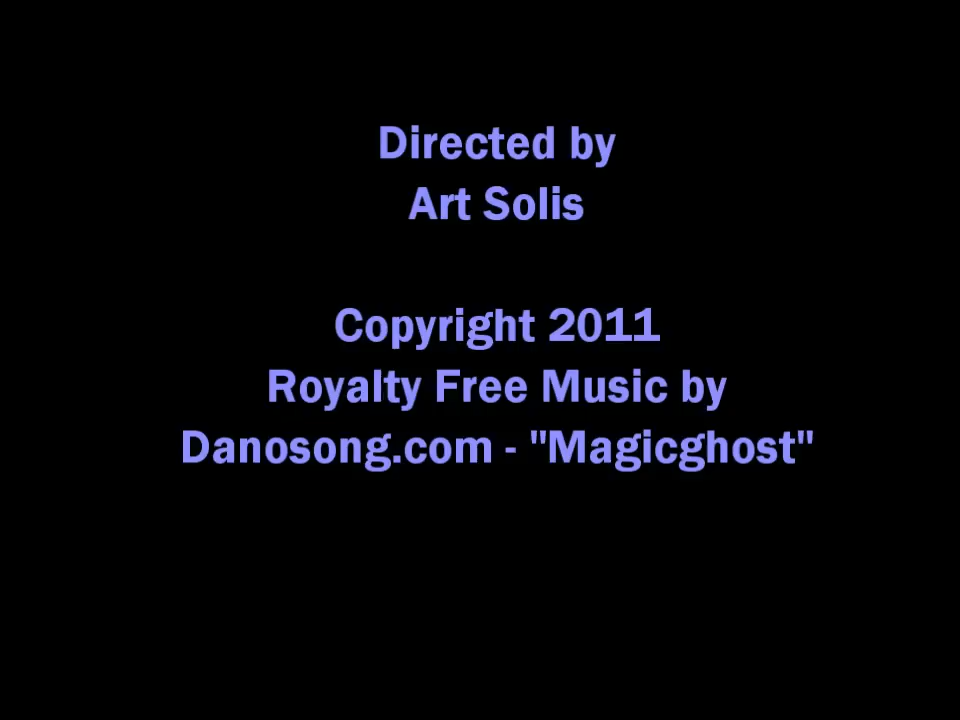 Directed by
Art Solis
Copyright 2011
Royalty Free Music by
Danosong.com - "Magicghost"